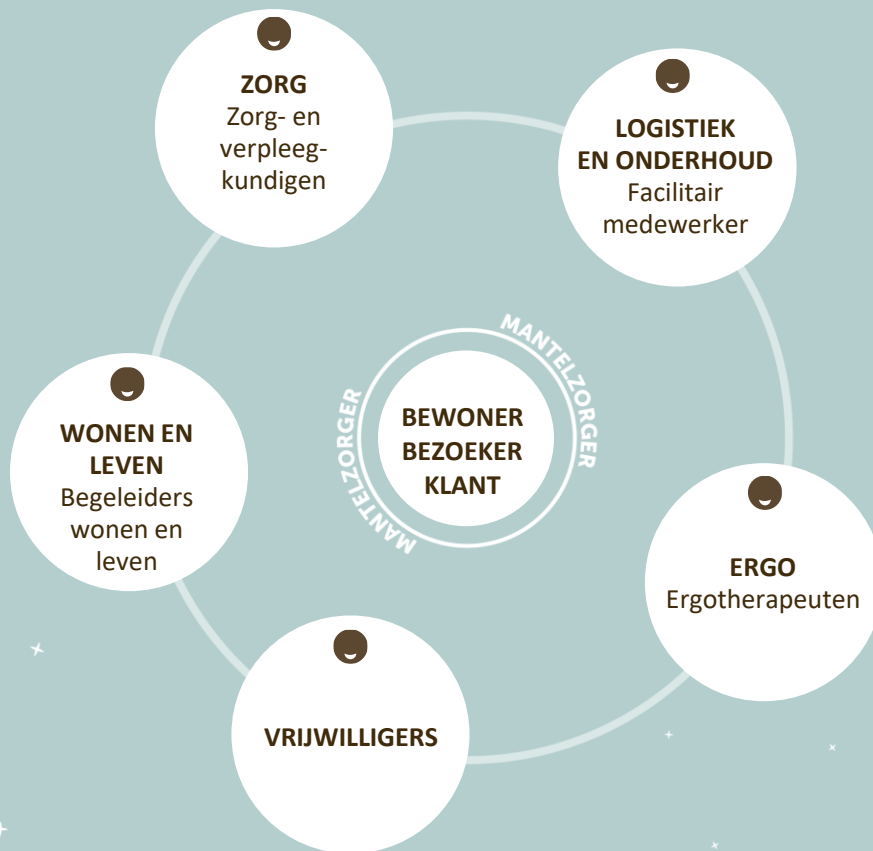 ZORG
Zorg- en
verpleeg-
kundigen
LOGISTIEK
EN ONDERHOUD
Facilitair
medewerker
MANTELZORGER
MANTELZORGER
BEWONER
BEZOEKER
KLANT
WONEN EN
LEVEN
Begeleiders
wonen en
leven
ERGO
Ergotherapeuten
VRIJWILLIGERS